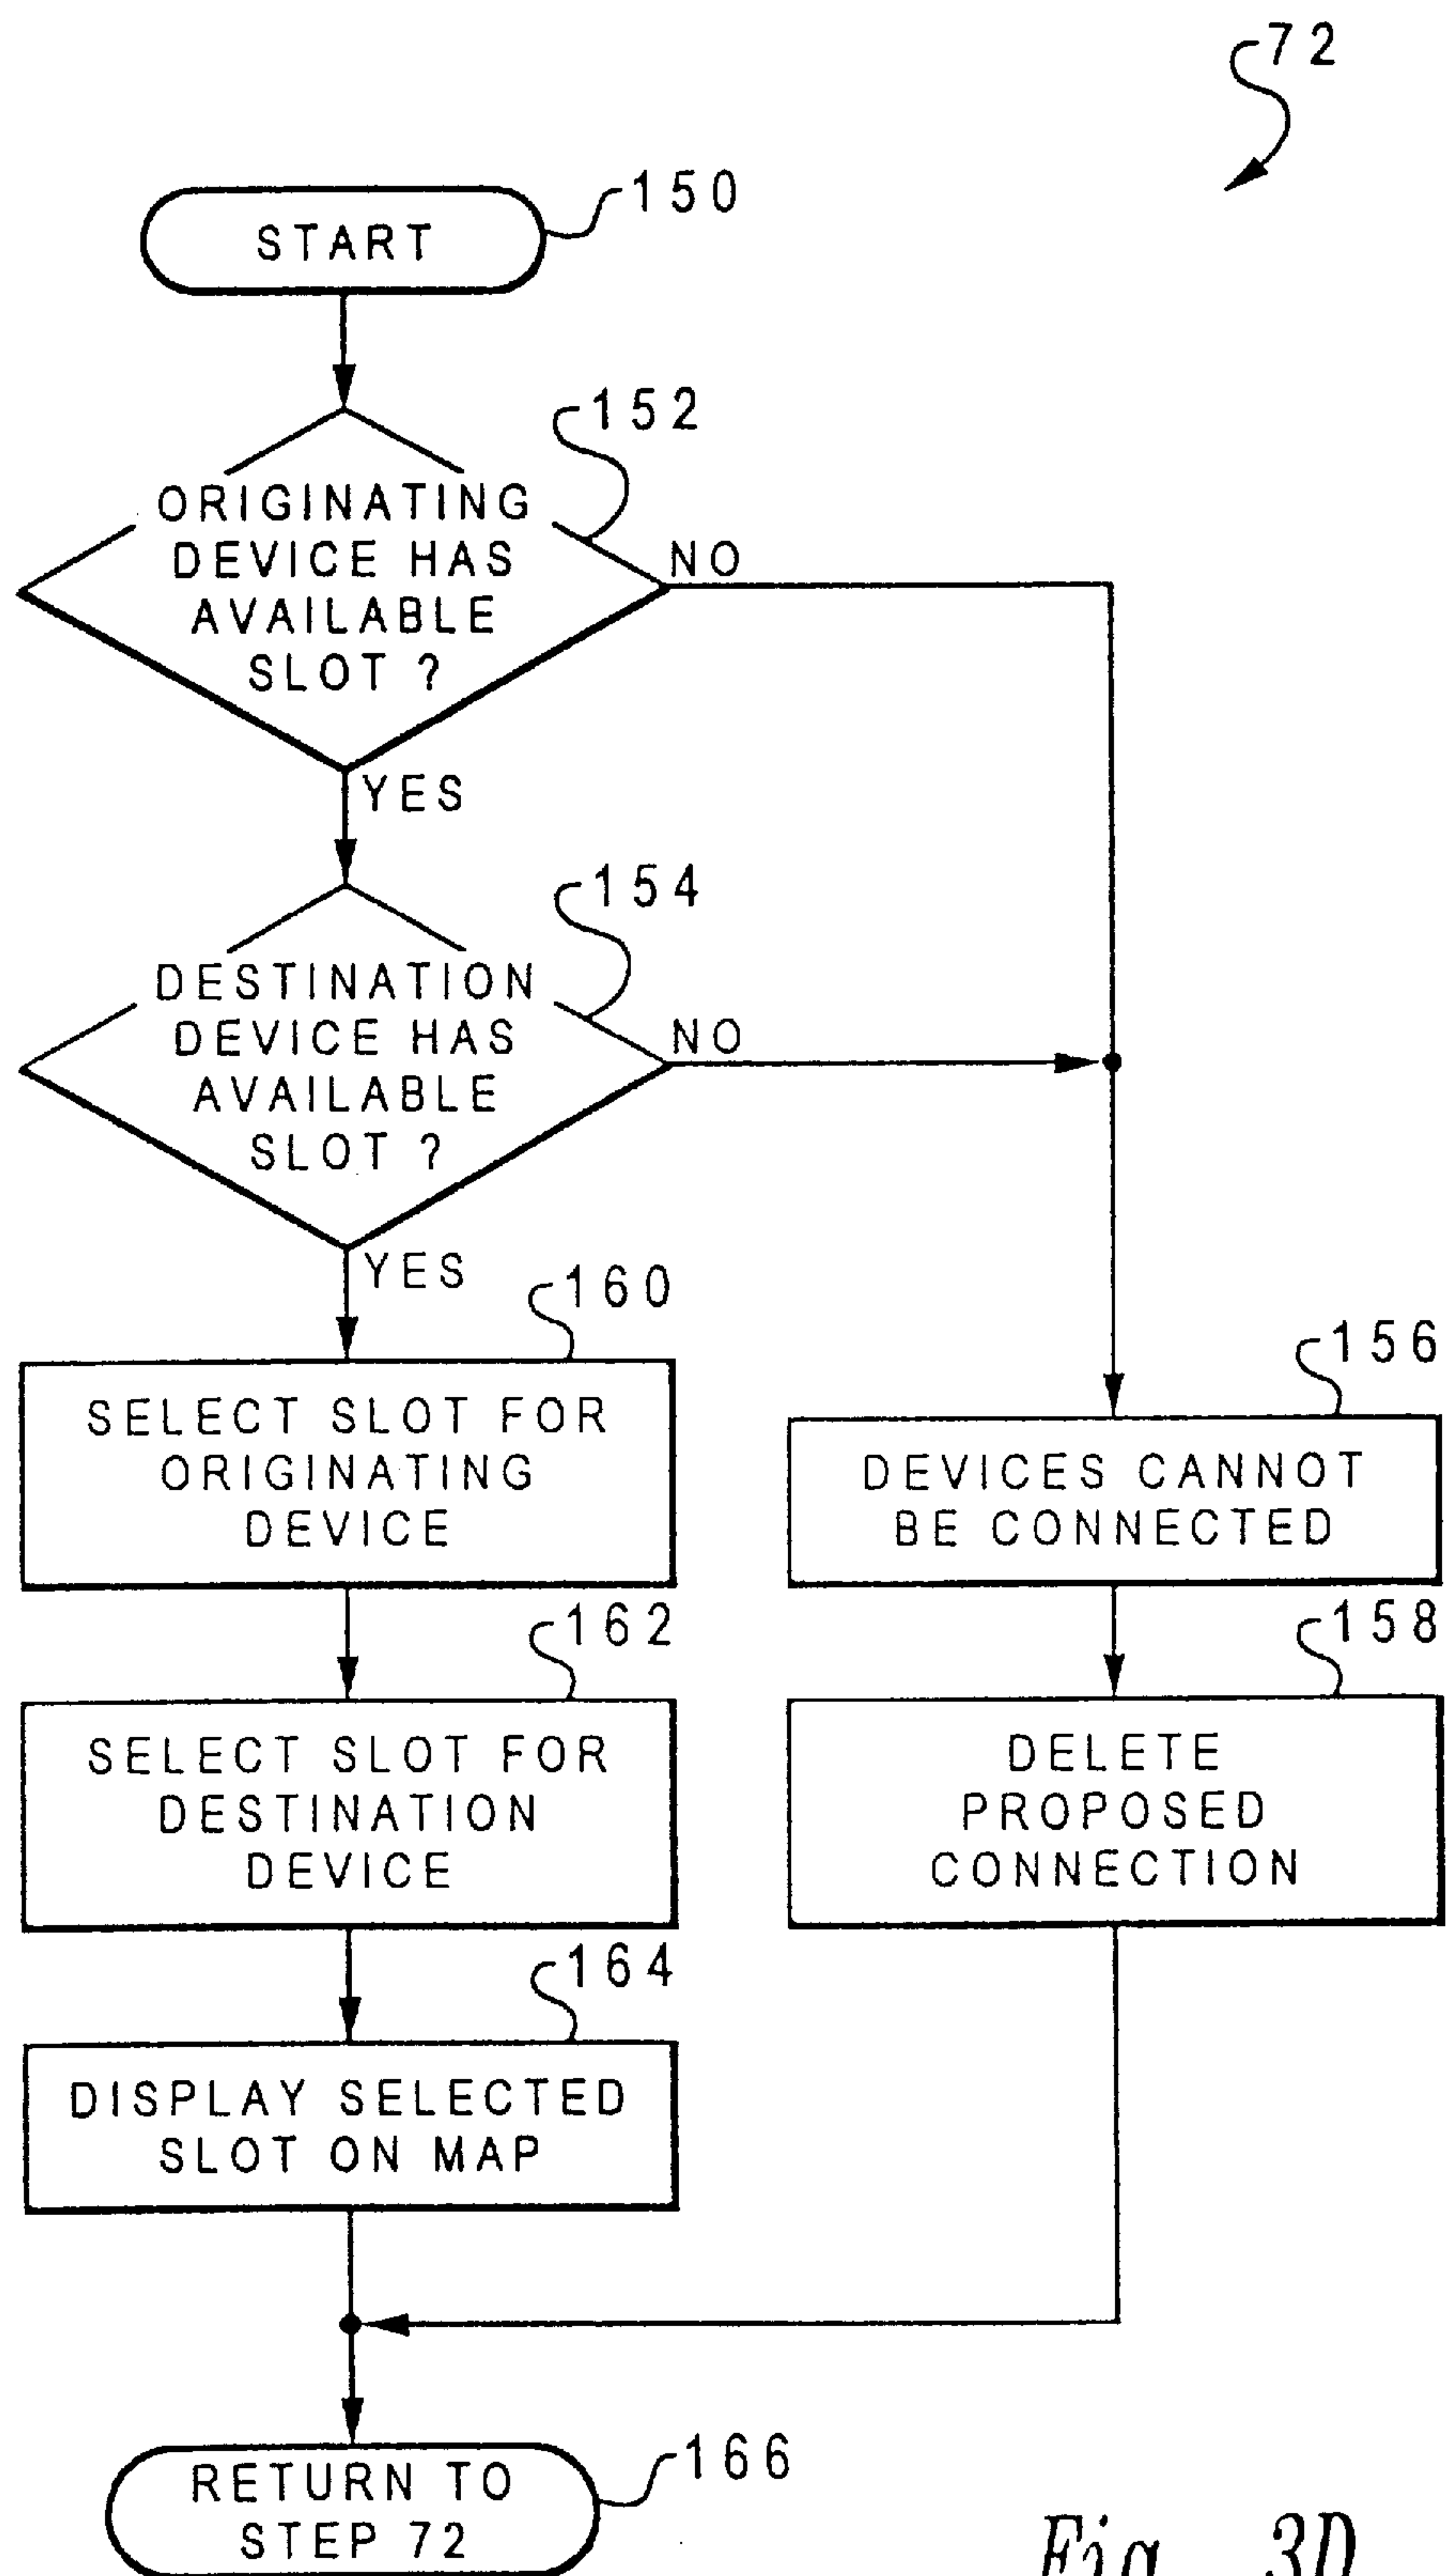 72
150
START
152
ORIGINATING
DEVICE HAS
AVAILABLE
SLOT ?
NO
YES
154
DESTINATION
DEVICE HAS
AVAILABLE
SLOT ?
NO
YES
160
SELECT SLOT FOR
ORIGINATING
DEVICE
156
DEVICES CANNOT
BE CONNECTED
162
SELECT SLOT FOR
DESTINATION
DEVICE
158
DELETE
PROPOSED
CONNECTION
164
DISPLAY SELECTED
SLOT ON MAP
166
RETURN TO
STEP 72
Fig. 3D